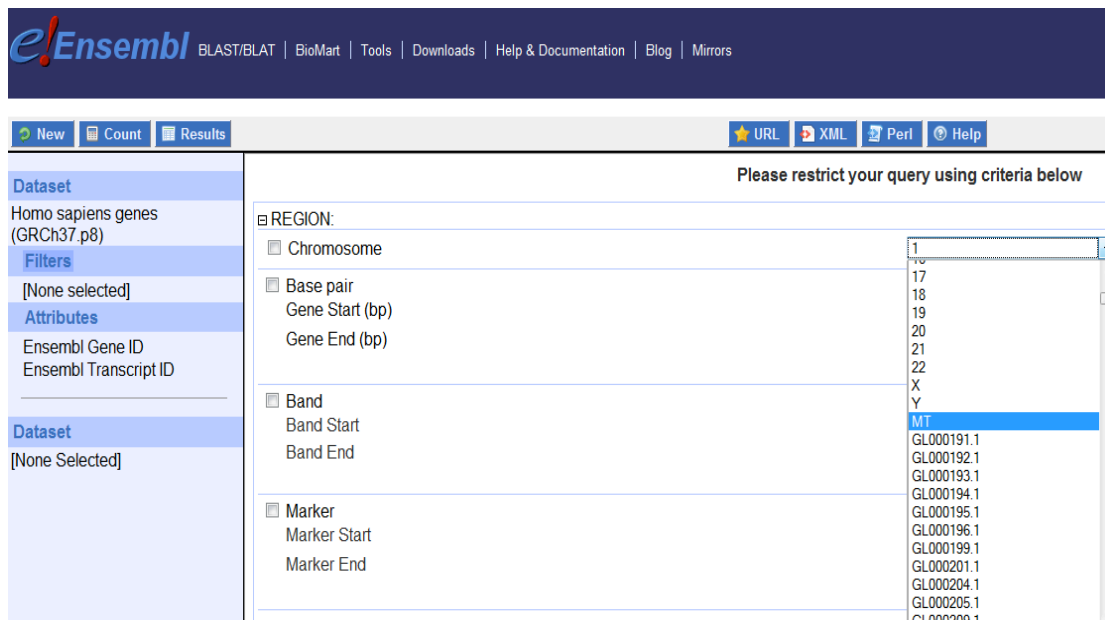 e!Ensembl BLAST/BLAT | BioMart | Tools | Downloads | Help & Documentation | Blog | Mirrors
New Count Results URL XML Perl Help
Please restrict your query using criteria below
Dataset
Homo sapiens genes
(GRCh37.p8)
Filters
[None selected]
Attributes
Ensembl Gene ID
Ensembl Transcript ID
Dataset
[None Selected]
REGION:
Chromosome
Base pair
Gene Start (bp)
Gene End (bp)
Band
Band Start
Band End
Marker
Marker Start
Marker End
1
17
18
19
20
21
22
X
Y
MT
GL000191.1
GL000192.1
GL000193.1
GL000194.1
GL000195.1
GL000196.1
GL000199.1
GL000201.1
GL000204.1
GL000205.1